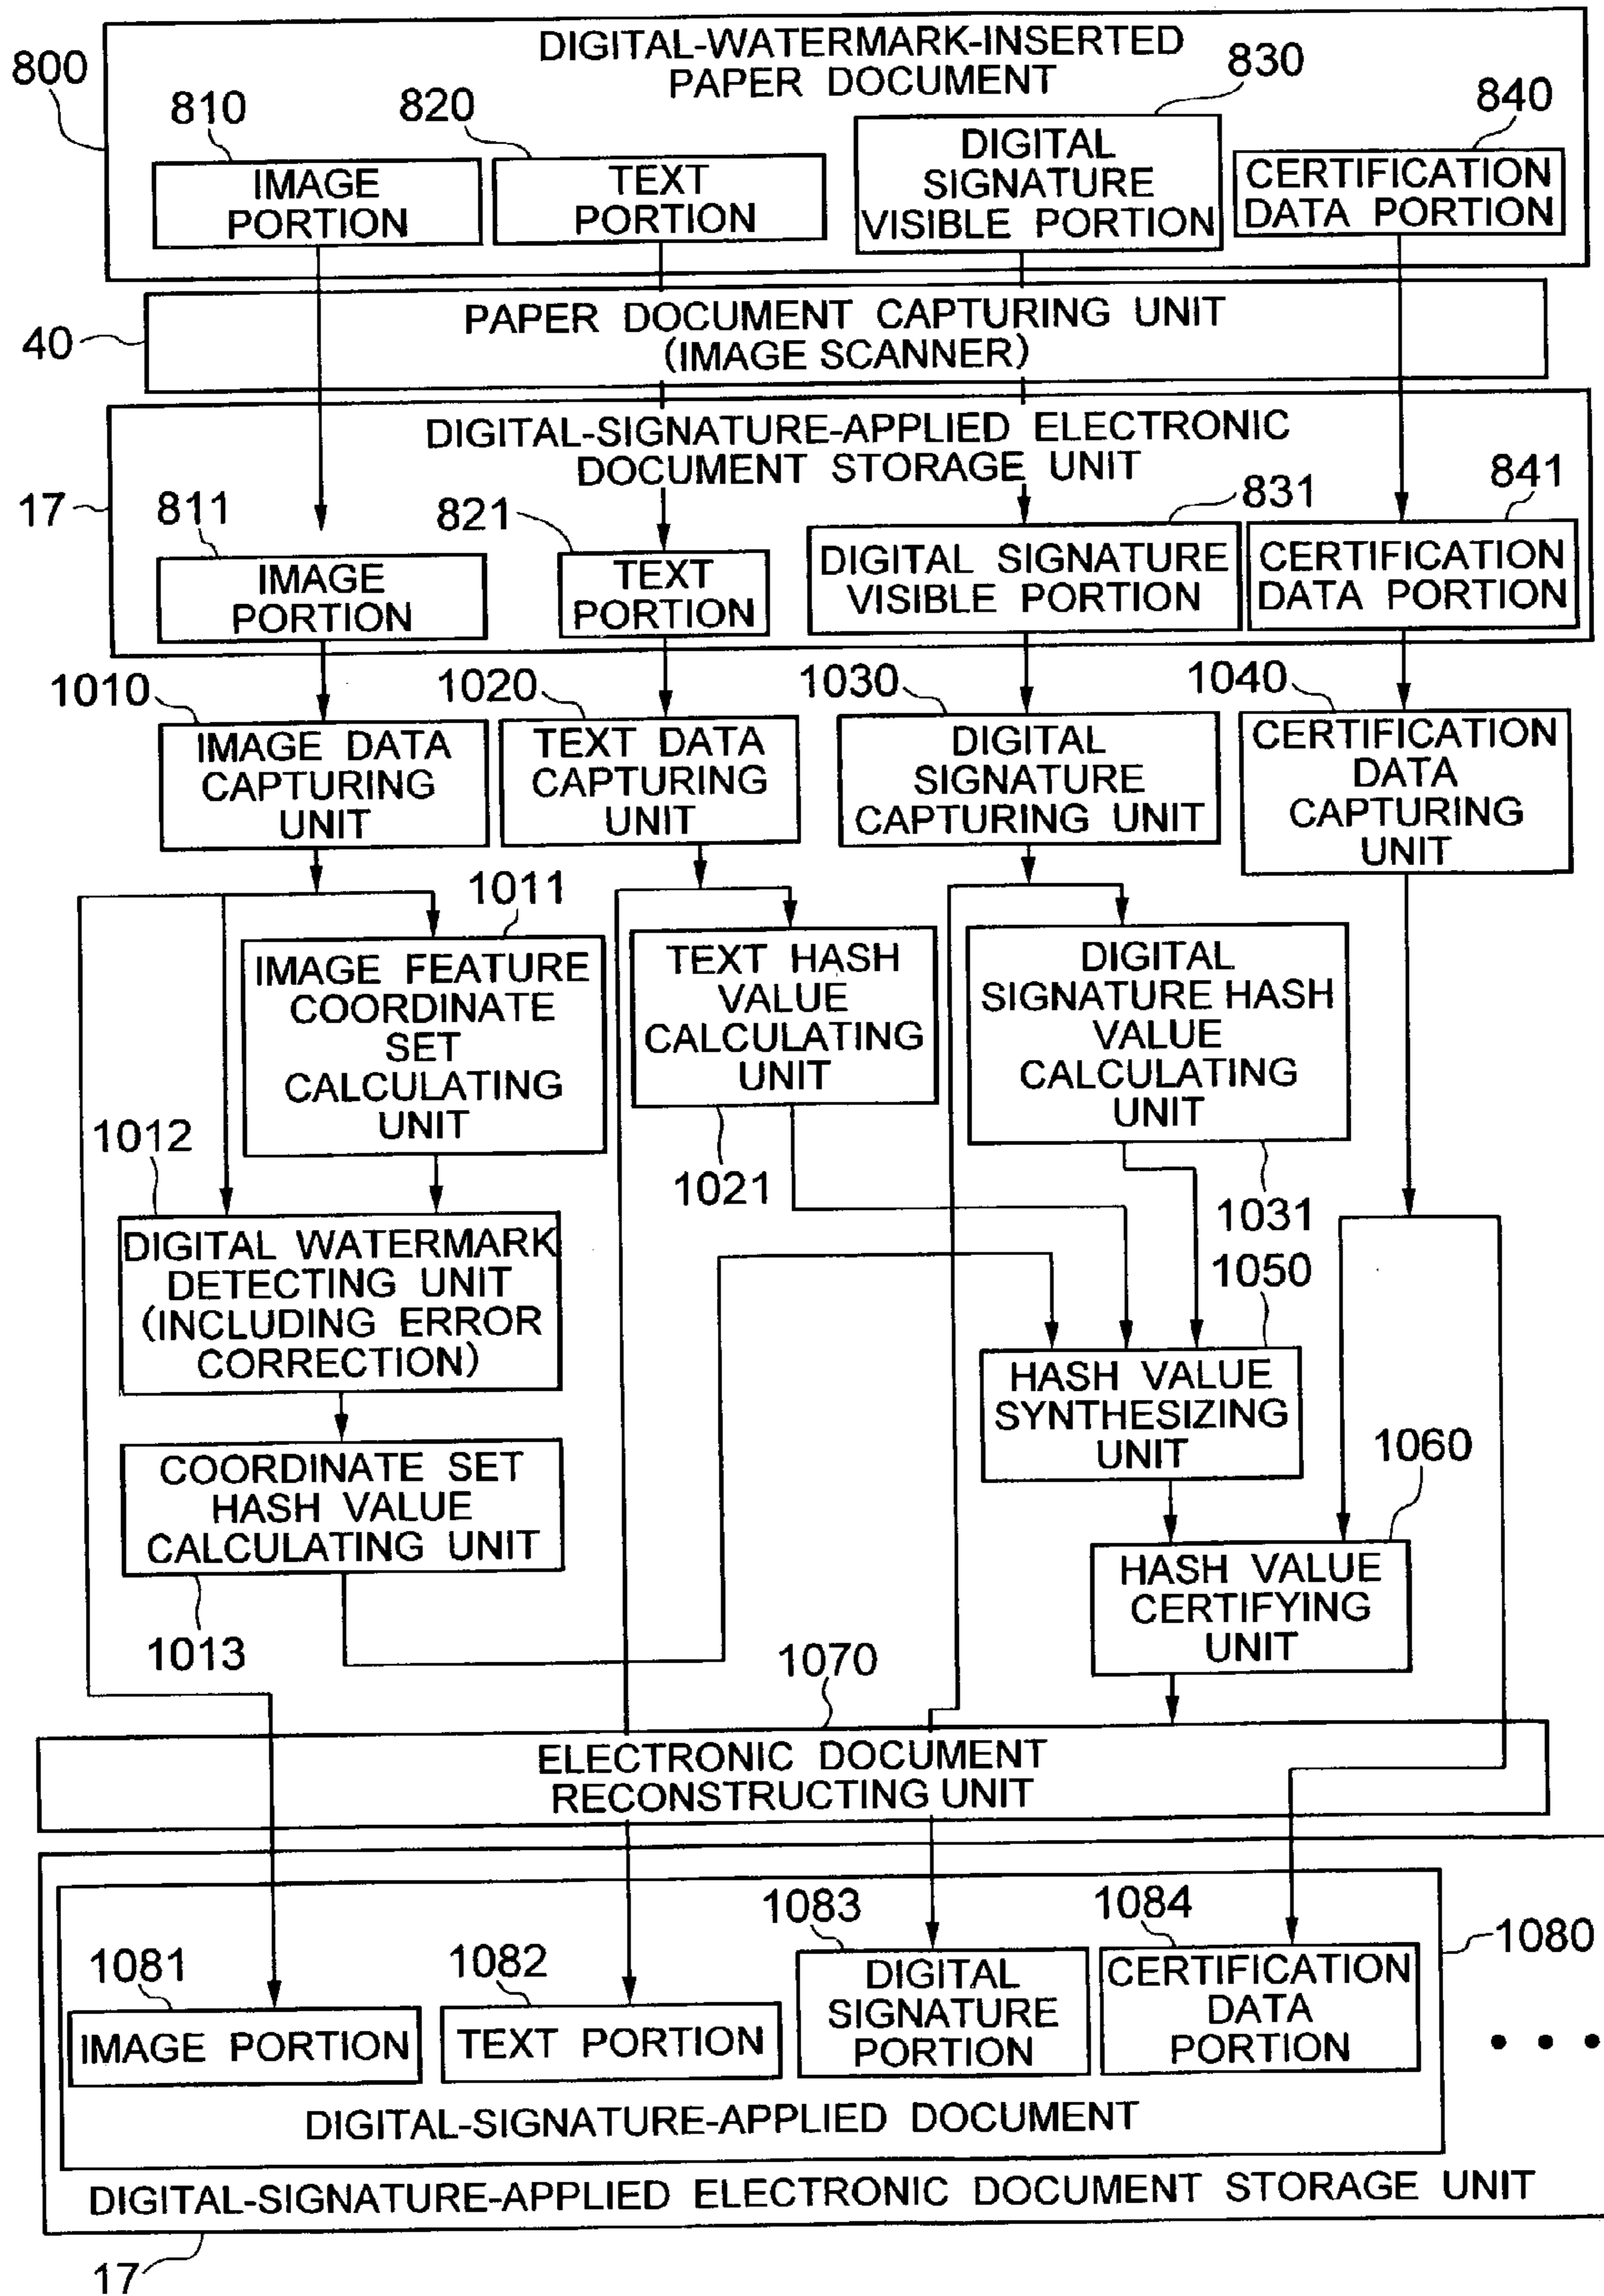 DIGITAL-WATERMARK-INSERTED
PAPER DOCUMENT
800
810
820
830
840
IMAGE
PORTION
TEXT
PORTION
DIGITAL
SIGNATURE
VISIBLE PORTION
CERTIFICATION
DATA PORTION
40
PAPER DOCUMENT CAPTURING UNIT
(IMAGE SCANNER)
DIGITAL-SIGNATURE-APPLIED ELECTRONIC
DOCUMENT STORAGE UNIT
17
811
821
831
841
IMAGE
PORTION
TEXT
PORTION
DIGITAL SIGNATURE
VISIBLE PORTION
CERTIFICATION
DATA PORTION
1010
1020
1030
1040
IMAGE DATA
CAPTURING
UNIT
TEXT DATA
CAPTURING
UNIT
DIGITAL
SIGNATURE
CAPTURING UNIT
CERTIFICATION
DATA
CAPTURING
UNIT
1011
IMAGE FEATURE
COORDINATE
SET
CALCULATING
UNIT
TEXT HASH
VALUE
CALCULATING
UNIT
DIGITAL
SIGNATURE HASH
VALUE
CALCULATING
UNIT
1012
1021
1031
DIGITAL WATERMARK
DETECTING UNIT
(INCLUDING ERROR
CORRECTION)
1050
HASH VALUE
SYNTHESIZING
UNIT
COORDINATE SET
HASH VALUE
CALCULATING UNIT
1060
HASH VALUE
CERTIFYING
UNIT
1013
1070
ELECTRONIC DOCUMENT
RECONSTRUCTING UNIT
1081
1082
1083
1084
1080
IMAGE PORTION
TEXT PORTION
DIGITAL
SIGNATURE
PORTION
CERTIFICATION
DATA
PORTION
• • •
DIGITAL-SIGNATURE-APPLIED DOCUMENT
DIGITAL-SIGNATURE-APPLIED ELECTRONIC DOCUMENT STORAGE UNIT
17